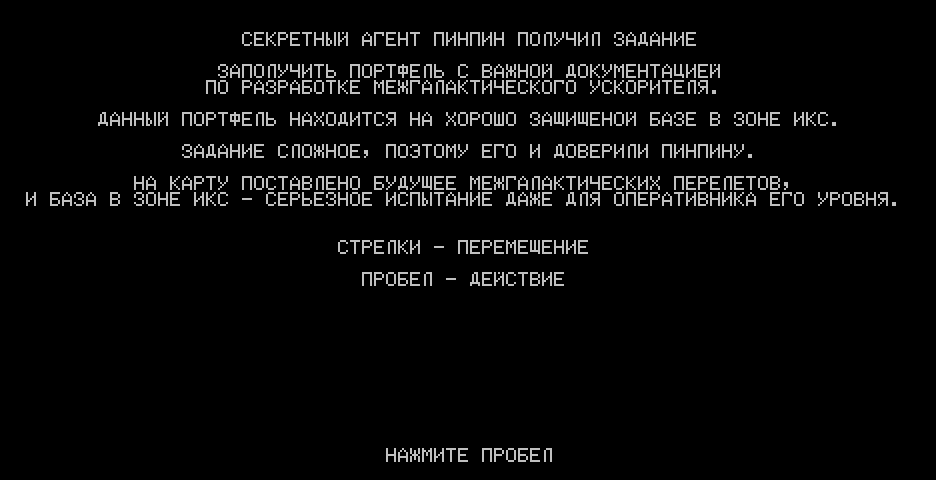 СЕКРЕТНЫЙ АГЕНТ ПИНПИН ПОЛУЧИЛ ЗАДАНИЕ
ЗАПОЛУЧИТЬ ПОРТФЕЛЬ С ВАЖНОЙ ДОКУМЕНТАЦИЕЙ
ПО РАЗРАБОТКЕ МЕЖГАЛАКТИЧЕСКОГО УСКОРИТЕЛЯ.
ДАННЫЙ ПОРТФЕЛЬ НАХОДИТСЯ НА ХОРОШО ЗАЩИЩЕНОЙ БАЗЕ В ЗОНЕ ИКС.
ЗАДАНИЕ СЛОЖНОЕ, ПОЭТОМУ ЕГО И ДОВЕРИЛИ ПИНПИНУ.
НА КАРТУ ПОСТАВЛЕНО БУДУЩЕЕ МЕЖГАЛАКТИЧЕСКИХ ПЕРЕЛЕТОВ,
И БАЗА В ЗОНЕ ИКС - СЕРЬЕЗНОЕ ИСПЫТАНИЕ ДАЖЕ ДЛЯ ОПЕРАТИВНИКА ЕГО УРОВНЯ.
СТРЕЛКИ - ПЕРЕМЕЩЕНИЕ
ПРОБЕЛ - ДЕЙСТВИЕ
НАЖМИТЕ ПРОБЕЛ